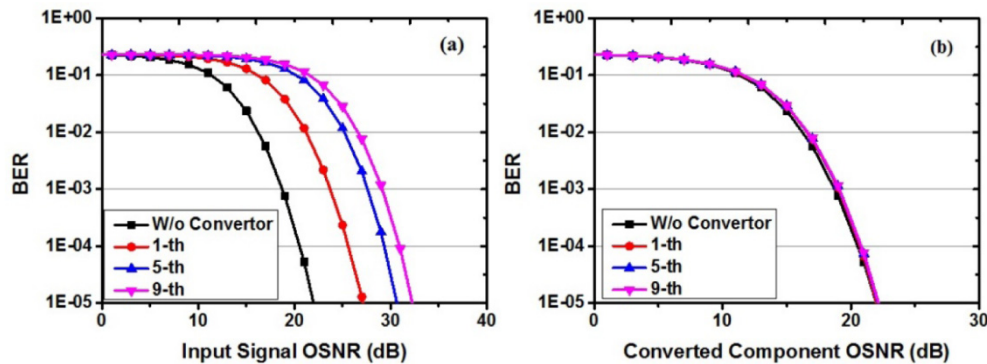 1E+00
1E-01
1E-02
1E-03
1E-04
1E-05
BER
(a)
W/o Convertor
1-th
5-th
9-th
0 10 20 30 40
Input Signal OSNR (dB)
1E+00
1E-01
1E-02
1E-03
1E-04
1E-05
BER
(b)
W/o Convertor
1-th
5-th
9-th
0 10 20 30
Converted Component OSNR (dB)